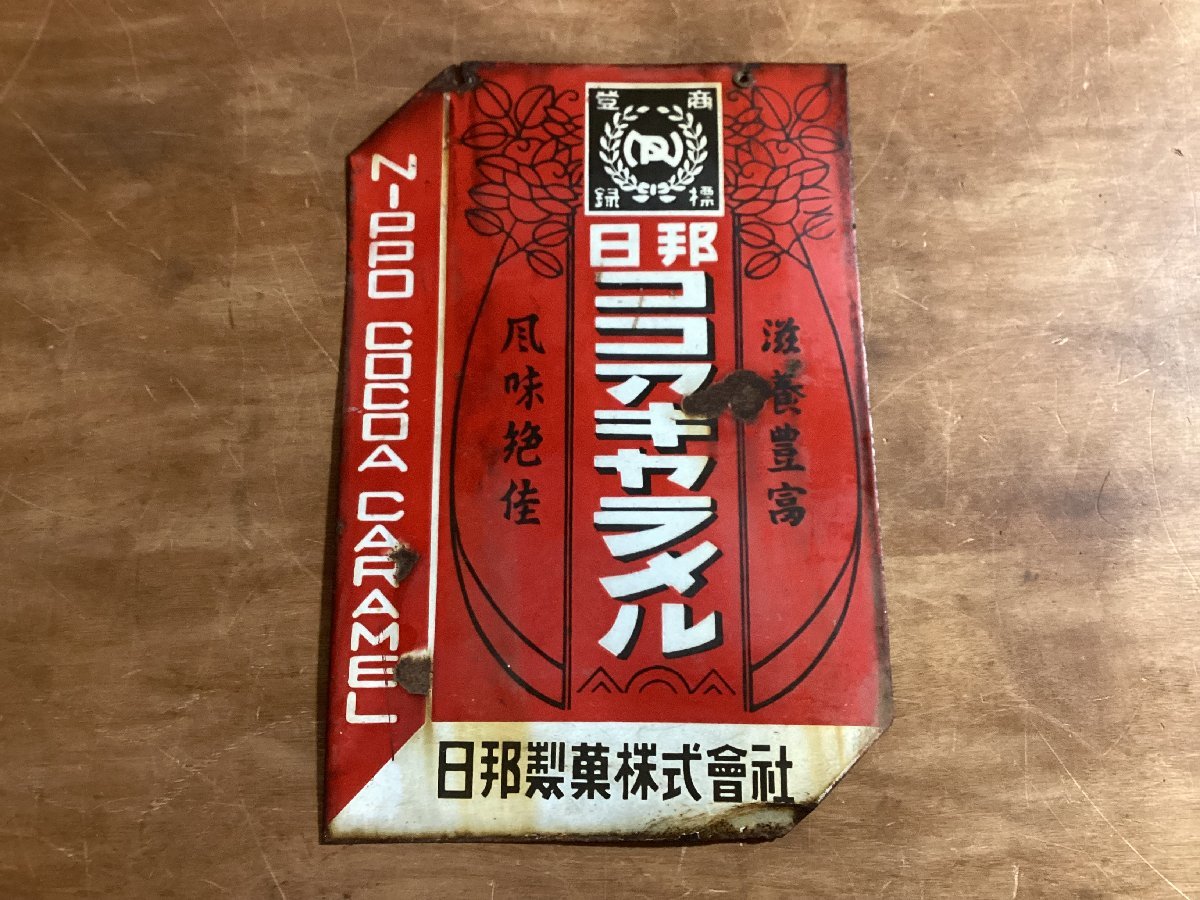 商標
登録
日邦
ココアキャラメル
滋養豊富
風味絶佳
NIPPO COCOA CARAMEL
日邦製菓株式會社